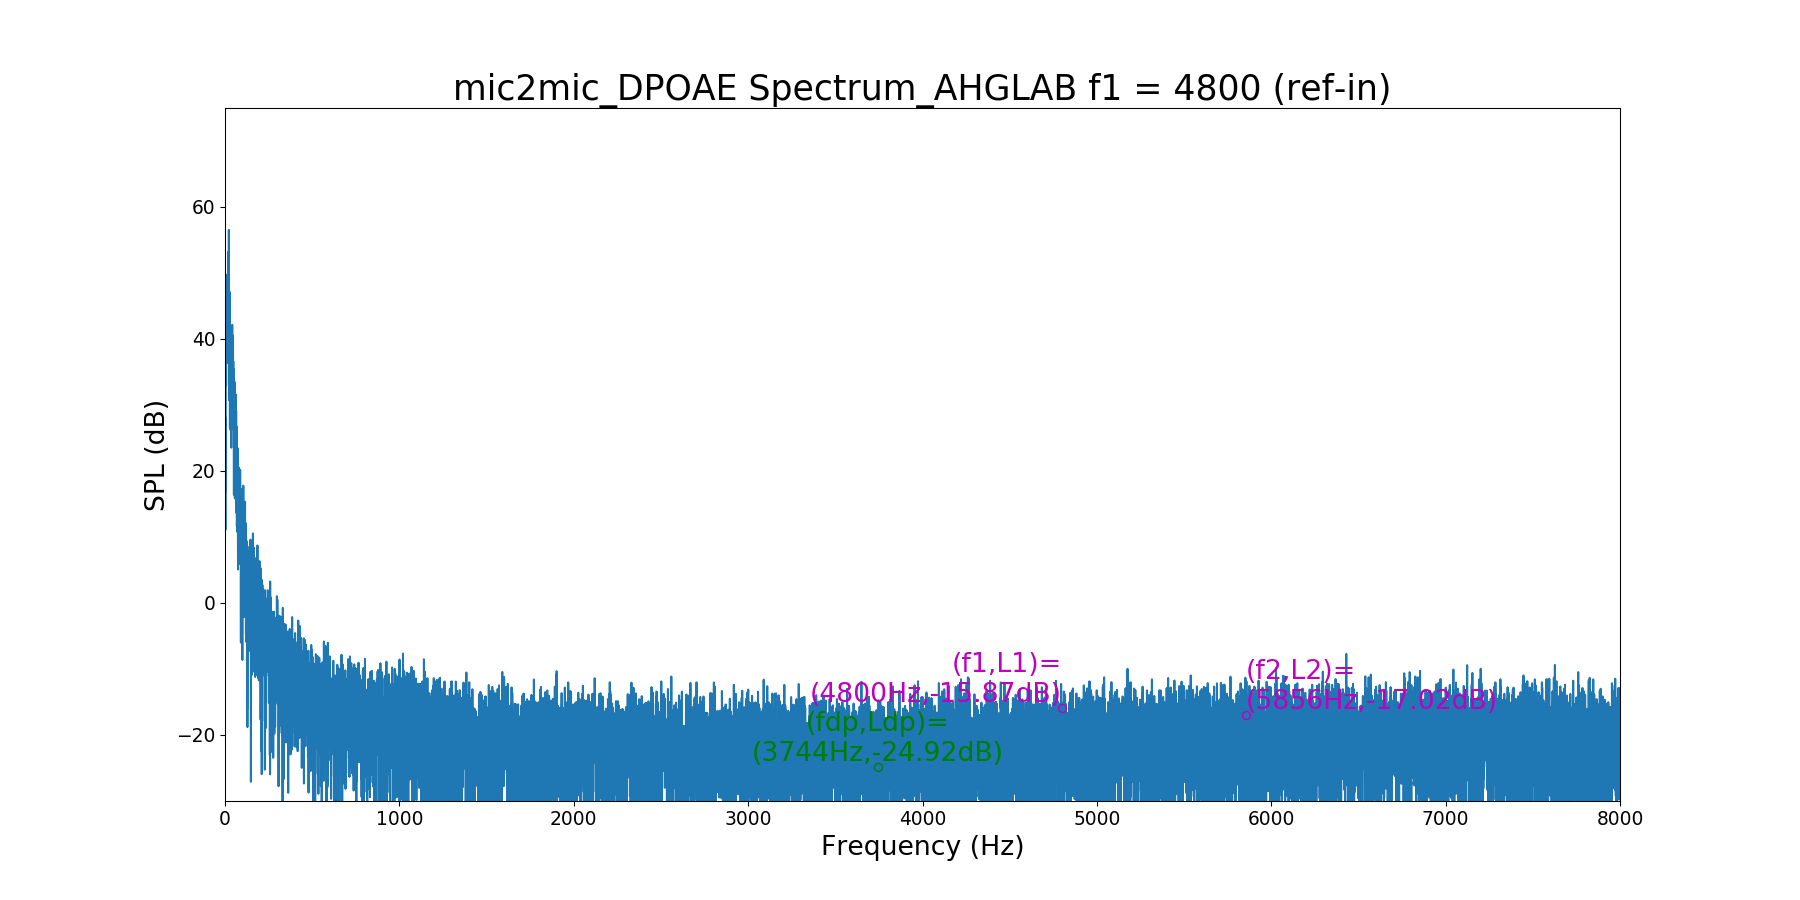 mic2mic_DPOAE Spectrum_AHGLAB f1 = 4800 (ref-in)
SPL (dB)
60
40
20
0
−20
(f1,L1)=
(4800Hz,-15.87dB)
(f2,L2)=
(5856Hz,-17.02dB)
(fdp,Ldp)=
(3744Hz,-24.92dB)
0 1000 2000 3000 4000 5000 6000 7000 8000
Frequency (Hz)